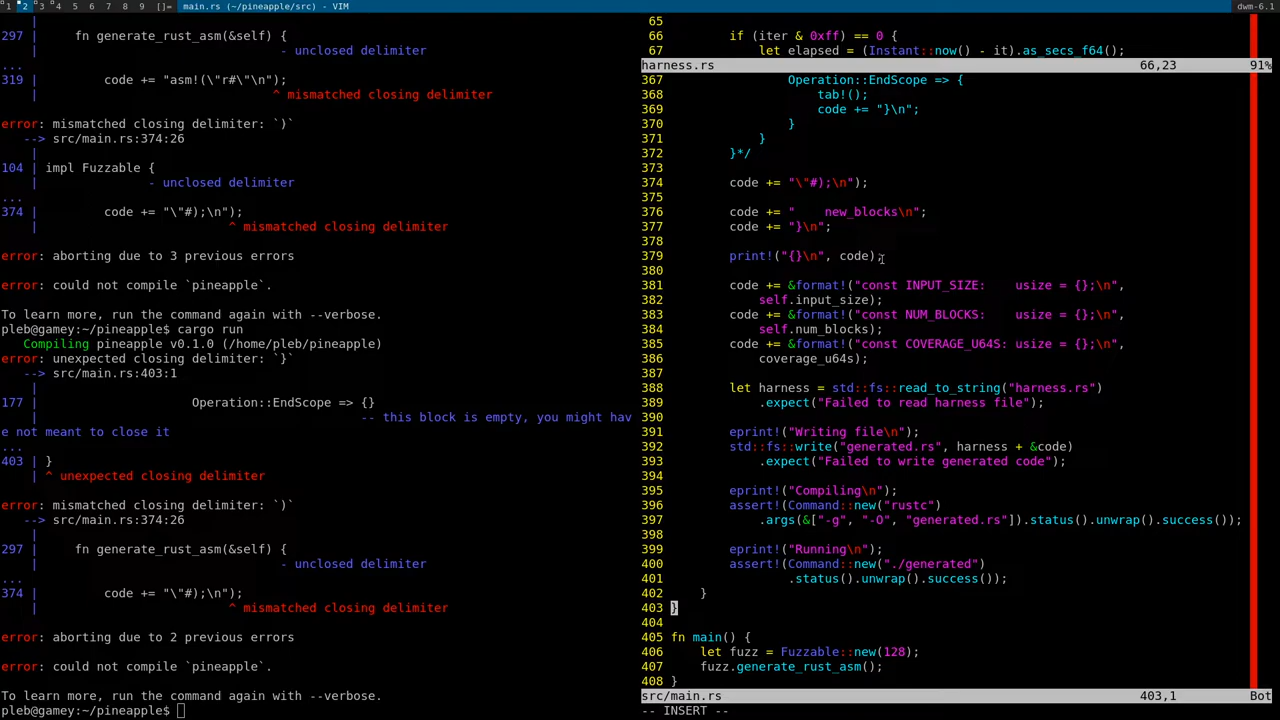 1 2 3 4 5 6 7 8 9 []= main.rs (~/pineapple/src) - VIM dwm-6.1
|
297 | fn generate_rust_asm(&self) {
| - unclosed delimiter
...
319 | code += "asm!(\"r#\"\n");
| ^ mismatched closing delimiter
error: mismatched closing delimiter: `)`
--> src/main.rs:374:26
|
104 | impl Fuzzable {
| - unclosed delimiter
...
374 | code += "\"#);\n");
| ^ mismatched closing delimiter
error: aborting due to 3 previous errors
error: could not compile `pineapple`.
To learn more, run the command again with --verbose.
pleb@gamey:~/pineapple$ cargo run
Compiling pineapple v0.1.0 (/home/pleb/pineapple)
error: unexpected closing delimiter: `}`
--> src/main.rs:403:1
|
177 | Operation::EndScope => {}
| -- this block is empty, you might hav
e not meant to close it
...
403 | }
| ^ unexpected closing delimiter
error: mismatched closing delimiter: `)`
--> src/main.rs:374:26
|
297 | fn generate_rust_asm(&self) {
| - unclosed delimiter
...
374 | code += "\"#);\n");
| ^ mismatched closing delimiter
error: aborting due to 2 previous errors
error: could not compile `pineapple`.
To learn more, run the command again with --verbose.
pleb@gamey:~/pineapple$
65
66 if (iter & 0xff) == 0 {
67 let elapsed = (Instant::now() - it).as_secs_f64();
harness.rs 66,23 91%
367 Operation::EndScope => {
368 tab!();
369 code += "}\n";
370 }
371 }
372 }*/
373
374 code += "\"#);\n");
375
376 code += "    new_blocks\n";
377 code += "}\n";
378
379 print!("{}\n", code);
380
381 code += &format!("const INPUT_SIZE:    usize = {};\n",
382 self.input_size);
383 code += &format!("const NUM_BLOCKS:    usize = {};\n",
384 self.num_blocks);
385 code += &format!("const COVERAGE_U64S: usize = {};\n",
386 coverage_u64s);
387
388 let harness = std::fs::read_to_string("harness.rs")
389 .expect("Failed to read harness file");
390
391 eprint!("Writing file\n");
392 std::fs::write("generated.rs", harness + &code)
393 .expect("Failed to write generated code");
394
395 eprint!("Compiling\n");
396 assert!(Command::new("rustc")
397 .args(&["-g", "-O", "generated.rs"]).status().unwrap().success());
398
399 eprint!("Running\n");
400 assert!(Command::new("./generated")
401 .status().unwrap().success());
402 }
403 }
404
405 fn main() {
406 let fuzz = Fuzzable::new(128);
407 fuzz.generate_rust_asm();
408 }
src/main.rs 403,1 Bot
-- INSERT --